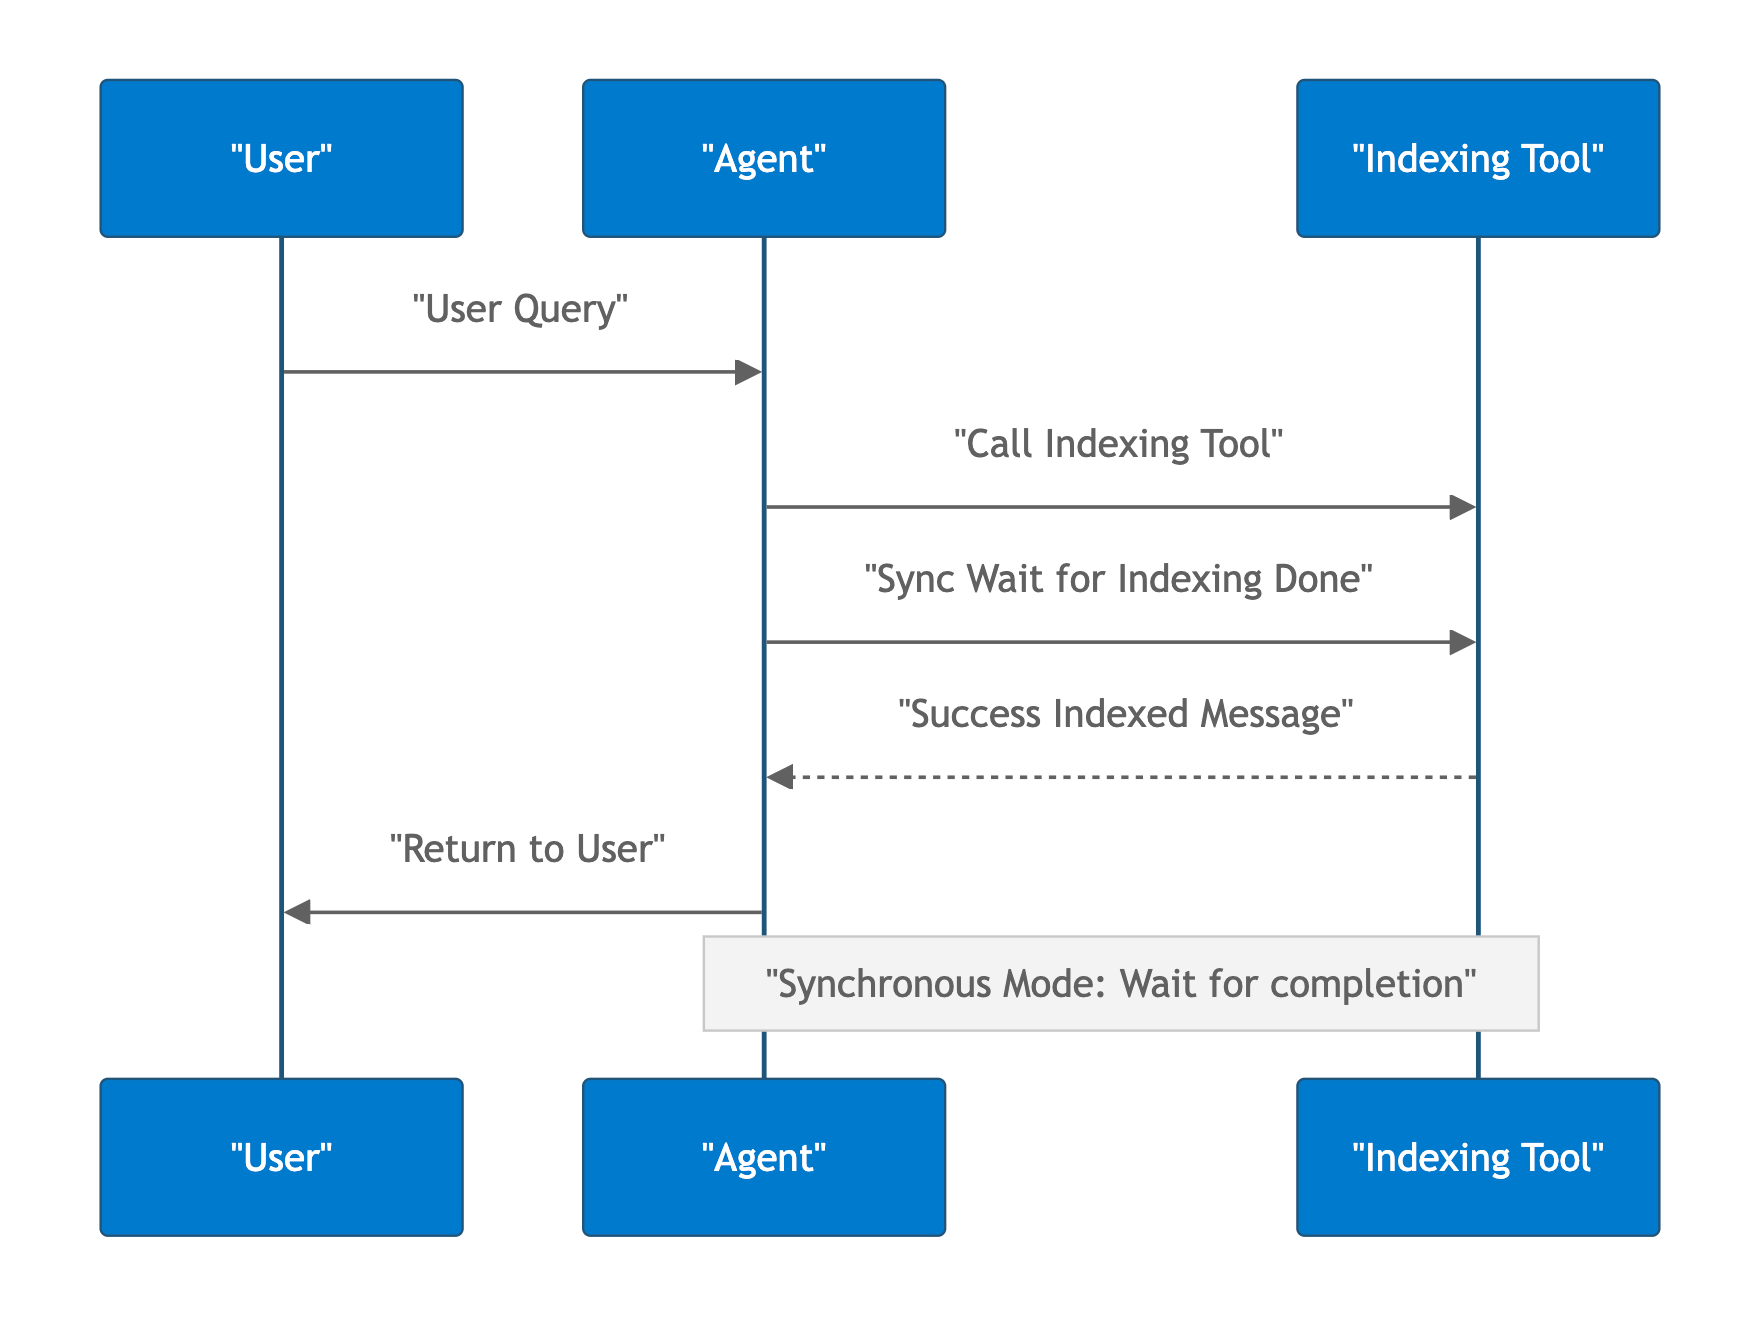 "User"
"Agent"
"Indexing Tool"
"User Query"
"Call Indexing Tool"
"Sync Wait for Indexing Done"
"Success Indexed Message"
"Return to User"
"Synchronous Mode: Wait for completion"
"User"
"Agent"
"Indexing Tool"